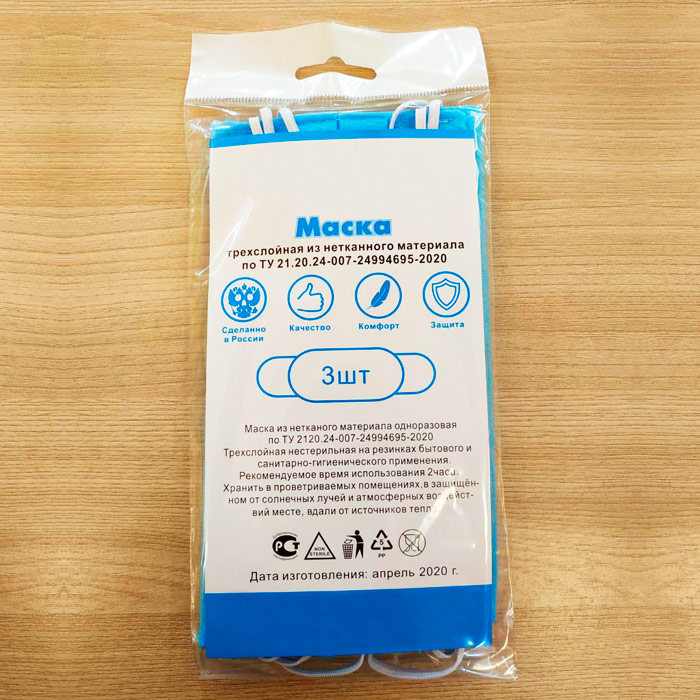 Маска
трехслойная из нетканного материала
по ТУ 21.20.24-007-24994695-2020
Сделанно
в России
Качество
Комфорт
Защита
3шт
Маска из нетканого материала одноразовая
по ТУ 2120.24-007-24994695-2020
Трехслойная нестерильная на резинках бытового и
санитарно-гигиенического применения.
Рекомендуемое время использования 2часа.
Хранить в проветриваемых помещениях,в защищён-
ном от солнечных лучей и атмосферных воздейст-
вий месте, вдали от источников тепл
РСТ
NON
STERILE
5
PP
Дата изготовления: апрель 2020 г.